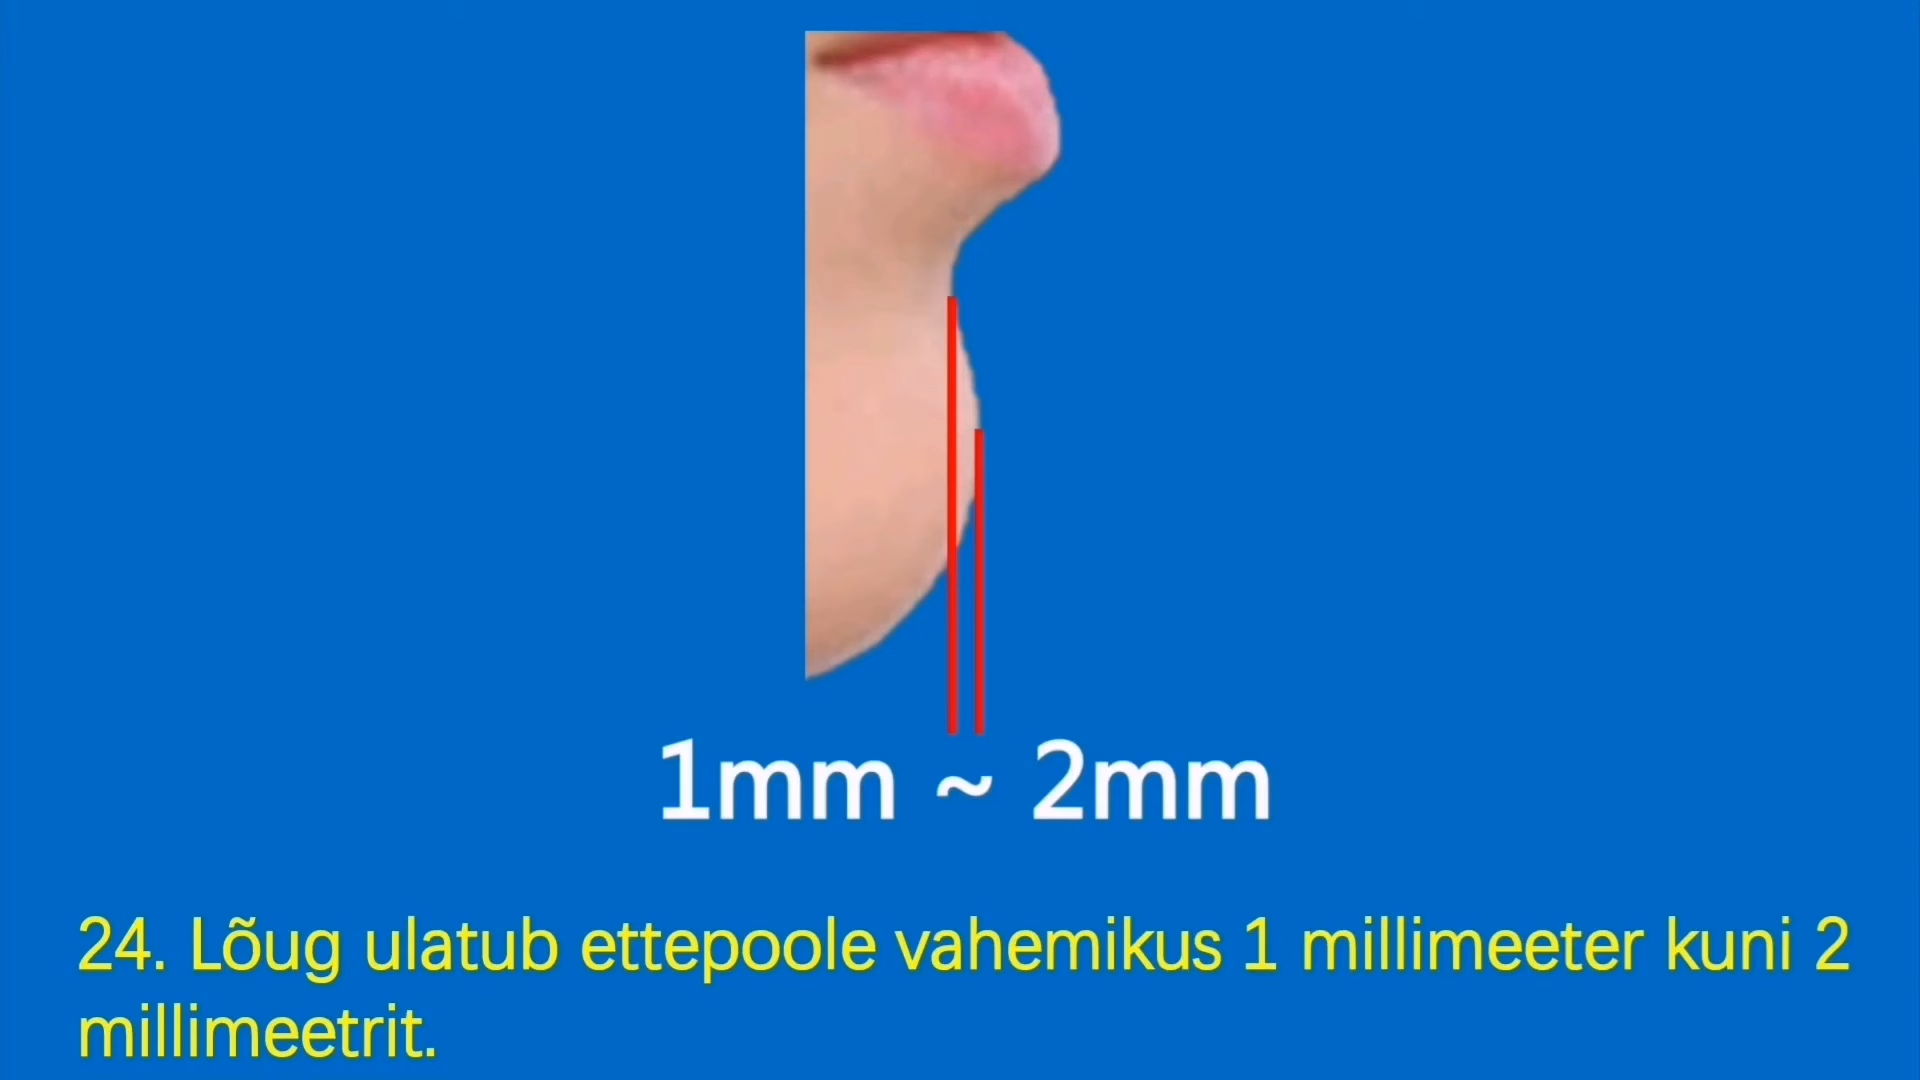 1mm ~ 2mm
24. Lõug ulatub ettepoole vahemikus 1 millimeeter kuni 2
millimeetrit.